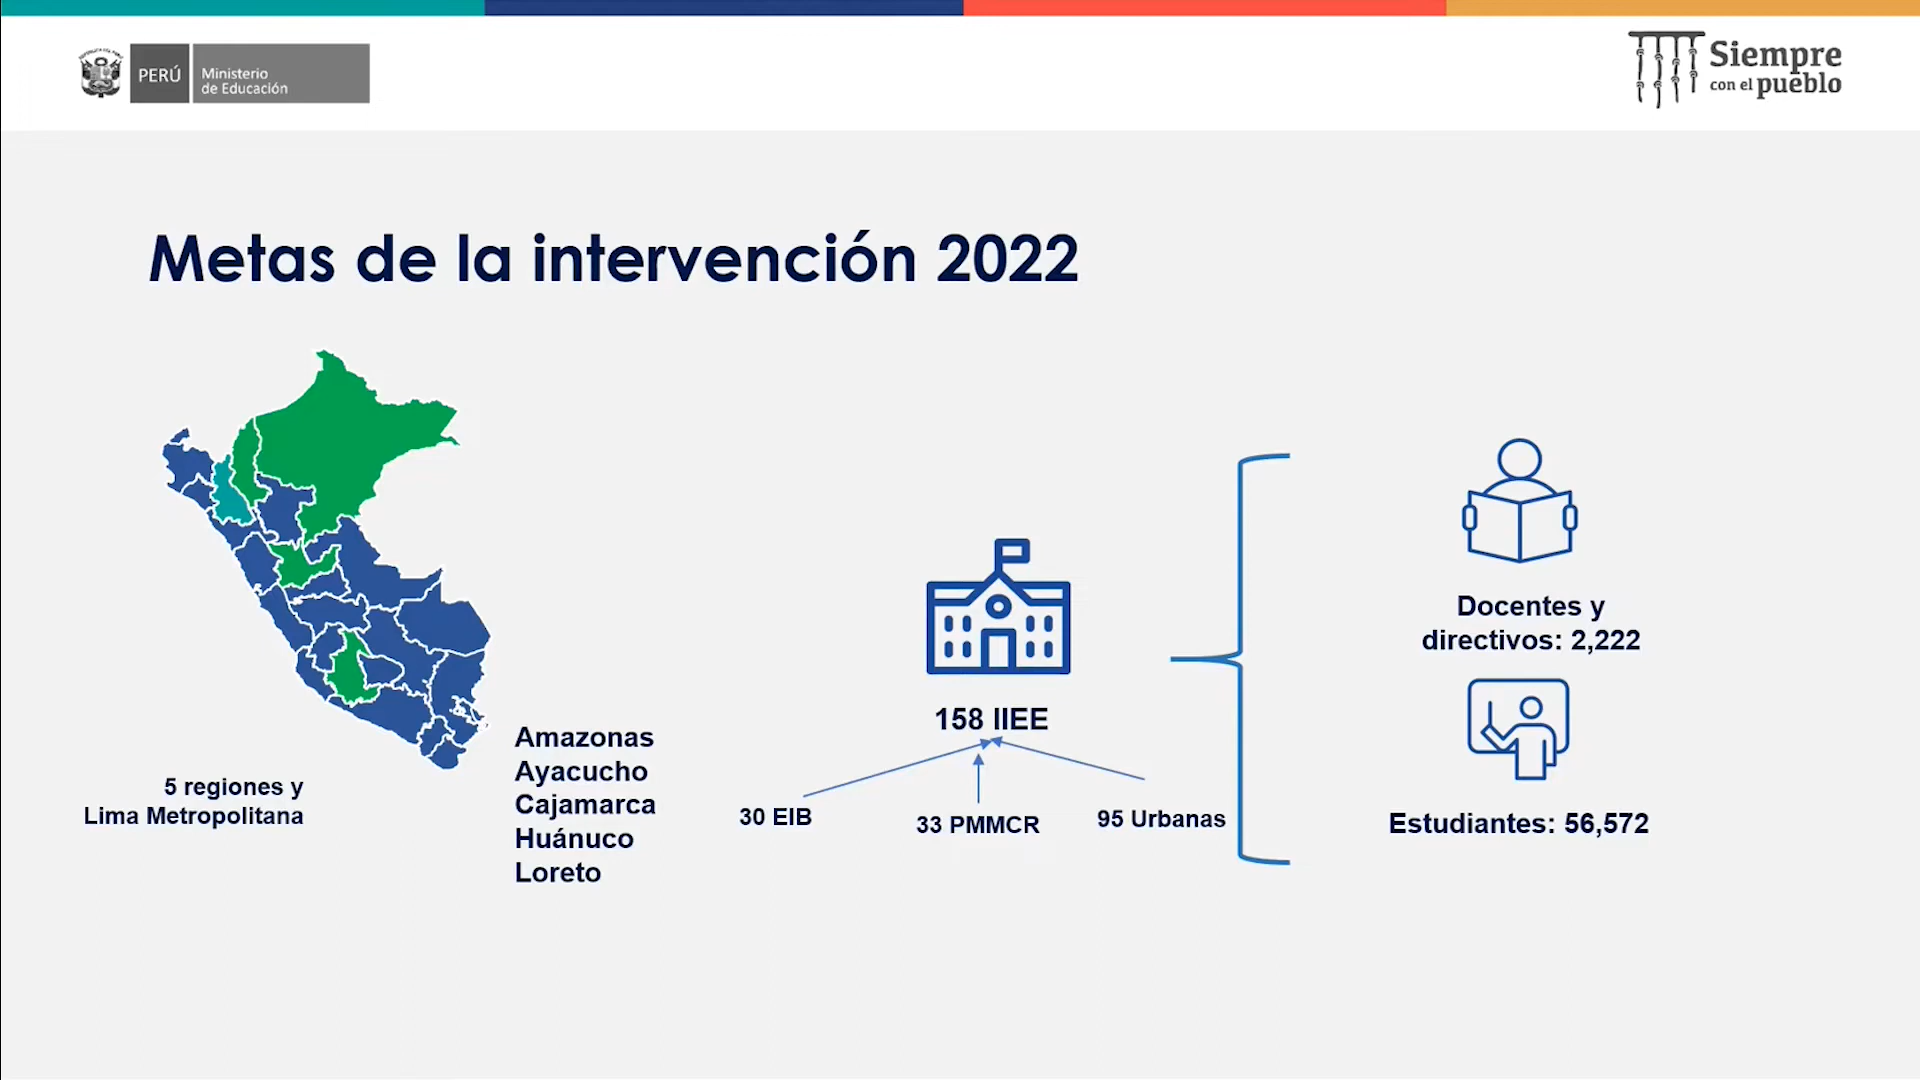 PERÚ
Ministerio
de Educación
Siempre
con el pueblo
Metas de la intervención 2022
5 regiones y
Lima Metropolitana
Amazonas
Ayacucho
Cajamarca
Huánuco
Loreto
158 IIEE
30 EIB
33 PMMCR
95 Urbanas
Docentes y
directivos: 2,222
Estudiantes: 56,572